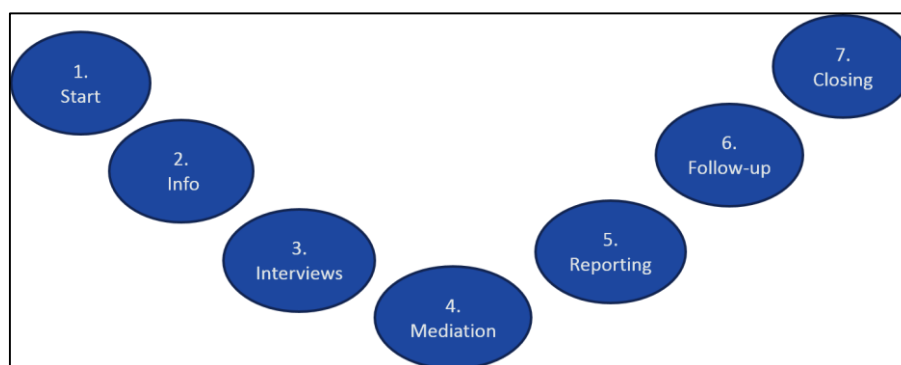 1.
Start
2.
Info
3.
Interviews
4.
Mediation
5.
Reporting
6.
Follow-up
7.
Closing